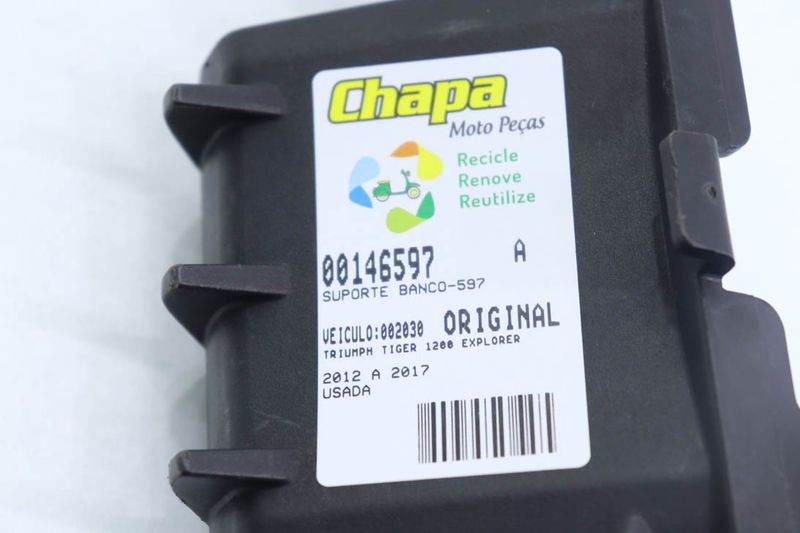 Chapa
Moto Peças
Recicle
Renove
Reutilize
00146597 A
SUPORTE BANCO-597
VEICULO:002030 ORIGINAL
TRIUMPH TIGER 1200 EXPLORER
2012 A 2017
USADA